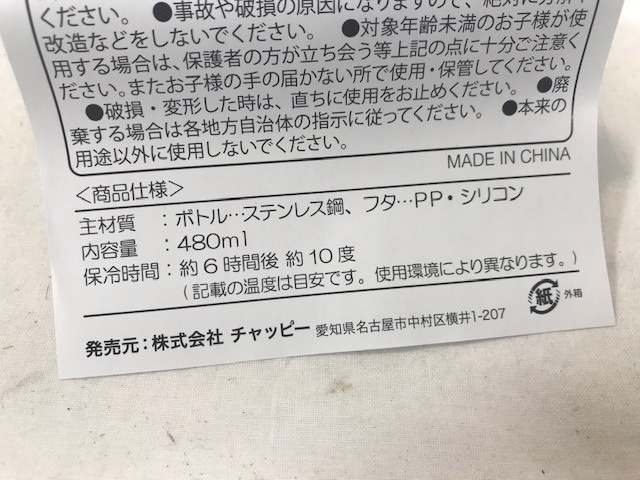 ください。 ●事故や破損の原因になりますので、絶対に分解や
改造などをしないでください。 ●対象年齢未満のお子様が使
用する場合は、保護者の方が立ち会う等上記の点に十分ご注意く
ださい。またお子様の手の届かない所で使用・保管してください。
●破損・変形した時は、直ちに使用をお止めください。 ●廃
棄する場合は各地方自治体の指示に従ってください。 ●本来の
用途以外に使用しないでください。
MADE IN CHINA
〈商品仕様〉
主材質 :ボトル…ステンレス鋼、フタ…PP・シリコン
内容量 :480ml
保冷時間:約6時間後 約10度
(記載の温度は目安です。使用環境により異なります。)
紙 外箱
発売元:株式会社 チャッピー 愛知県名古屋市中村区横井1-207